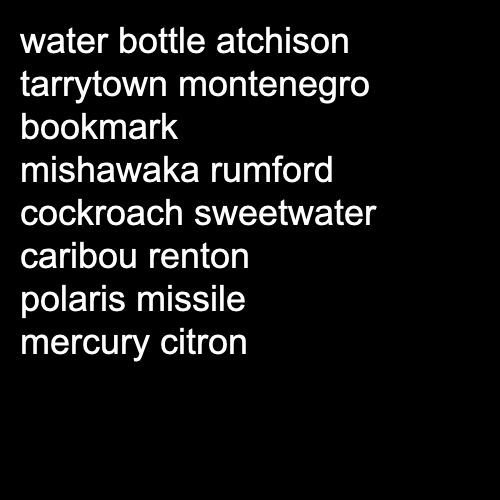 water bottle atchison
tarrytown montenegro
bookmark
mishawaka rumford
cockroach sweetwater
caribou renton
polaris missile
mercury citron